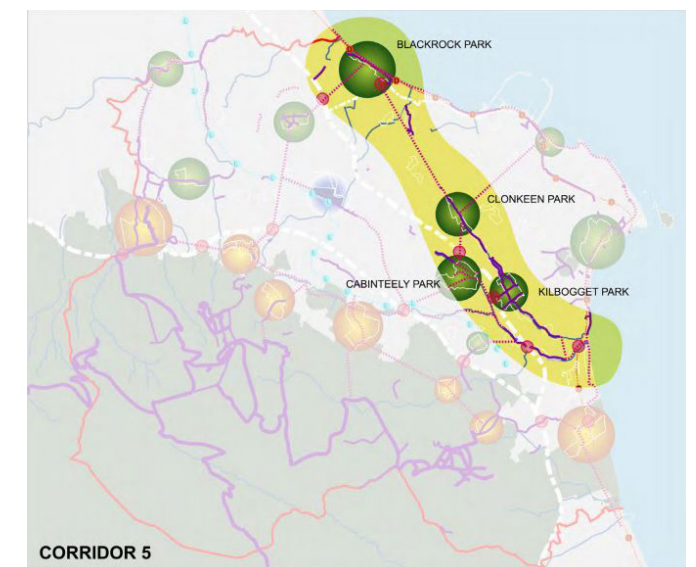 BLACKROCK PARK
CLONKEEN PARK
CABINTEELY PARK
KILBOGGET PARK
CORRIDOR 5